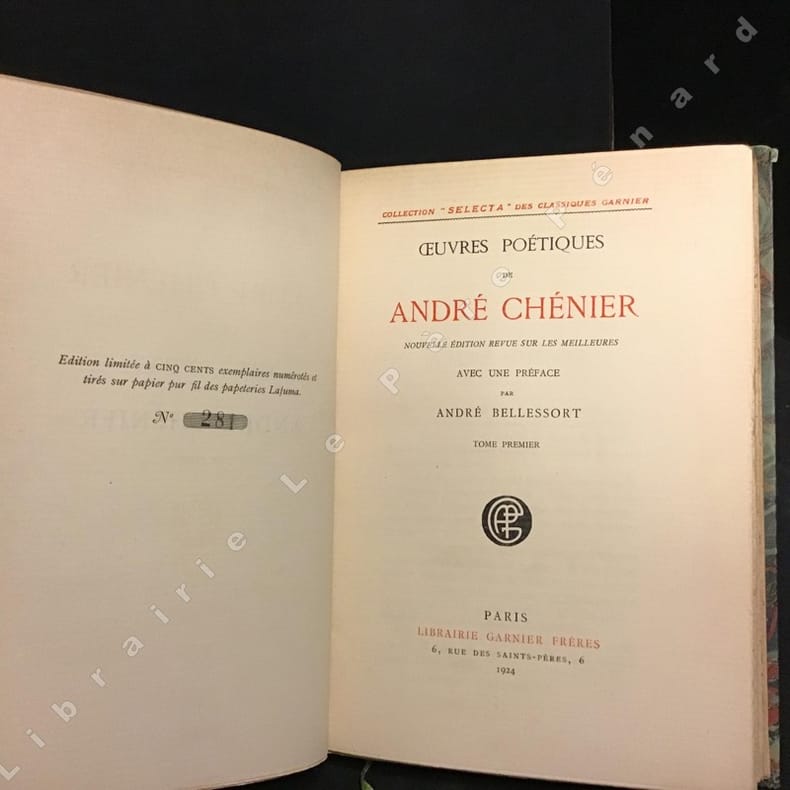 Edition limitée à CINQ CENTS exemplaires numérotés et
tirés sur papier pur fil des papeteries Lafuma.
Nº 281
COLLECTION "SELECTA" DES CLASSIQUES GARNIER
ŒUVRES POÉTIQUES
DE
ANDRÉ CHÉNIER
NOUVELLE ÉDITION REVUE SUR LES MEILLEURES
AVEC UNE PRÉFACE
PAR
ANDRÉ BELLESSORT
TOME PREMIER
PARIS
LIBRAIRIE GARNIER FRÈRES
6, RUE DES SAINTS-PÈRES, 6
1924
Librairie Le Père Pénard